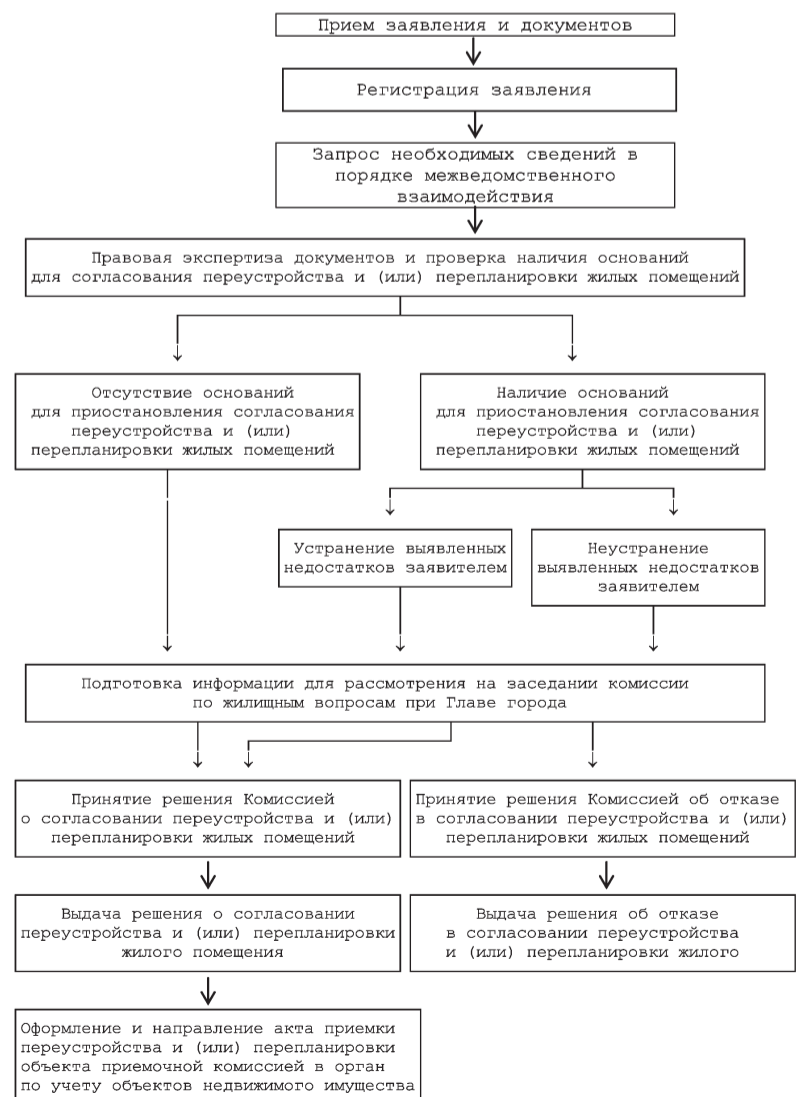 Прием заявления и документов
Регистрация заявления
Запрос необходимых сведений в
порядке межведомственного
взаимодействия
Правовая экспертиза документов и проверка наличия оснований
для согласования переустройства и (или) перепланировки жилых помещений
Отсутствие оснований
для приостановления согласования
переустройства и (или)
перепланировки жилых помещений
Наличие оснований
для приостановления согласования
переустройства и (или)
перепланировки жилых помещений
Устранение выявленных
недостатков заявителем
Неустранение
выявленных недостатков
заявителем
Подготовка информации для рассмотрения на заседании комиссии
по жилищным вопросам при Главе города
Принятие решения Комиссией
о согласовании переустройства и (или)
перепланировки жилых помещений
Принятие решения Комиссией об отказе
в согласовании переустройства и (или)
перепланировки жилых помещений
Выдача решения о согласовании
переустройства и (или) перепланировки
жилого помещения
Выдача решения об отказе
в согласовании переустройства
и (или) перепланировки жилого
Оформление и направление акта приемки
переустройства и (или) перепланировки
объекта приемочной комиссией в орган
по учету объектов недвижимого имущества